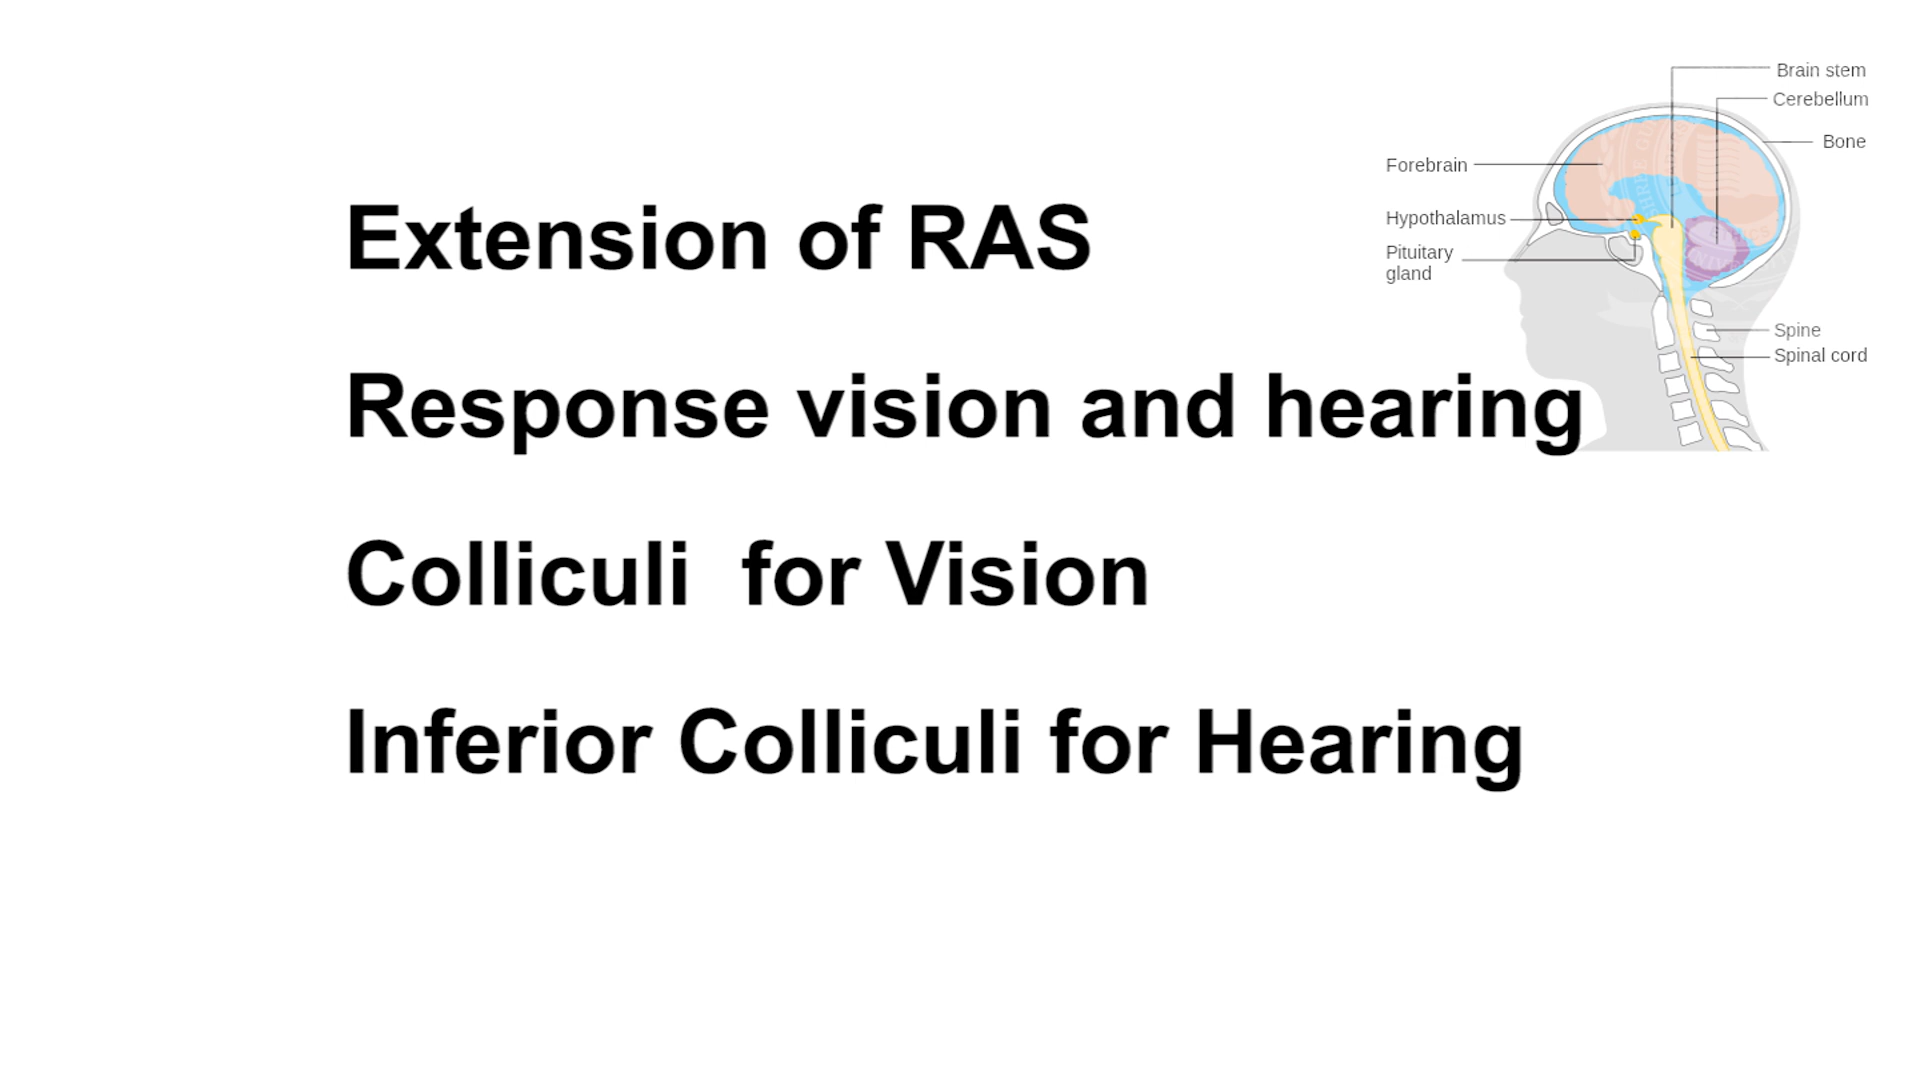 Extension of RAS
Response vision and hearing
Colliculi  for Vision
Inferior Colliculi for Hearing
Brain stem
Cerebellum
Bone
Forebrain
Hypothalamus
Pituitary
gland
Spine
Spinal cord